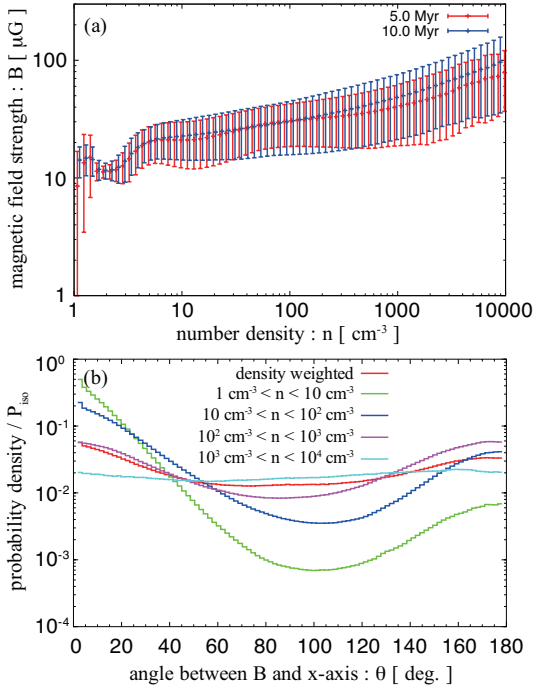 (a)
5.0 Myr
10.0 Myr
magnetic field strength : B [ μG ]
100
10
1
1 10 100 1000 10000
number density : n [ cm⁻³ ]
(b)
density weighted
1 cm⁻³ < n < 10 cm⁻³
10 cm⁻³ < n < 10² cm⁻³
10² cm⁻³ < n < 10³ cm⁻³
10³ cm⁻³ < n < 10⁴ cm⁻³
probability density / P_iso
10⁰
10⁻¹
10⁻²
10⁻³
10⁻⁴
0 20 40 60 80 100 120 140 160 180
angle between B and x-axis : θ [ deg. ]